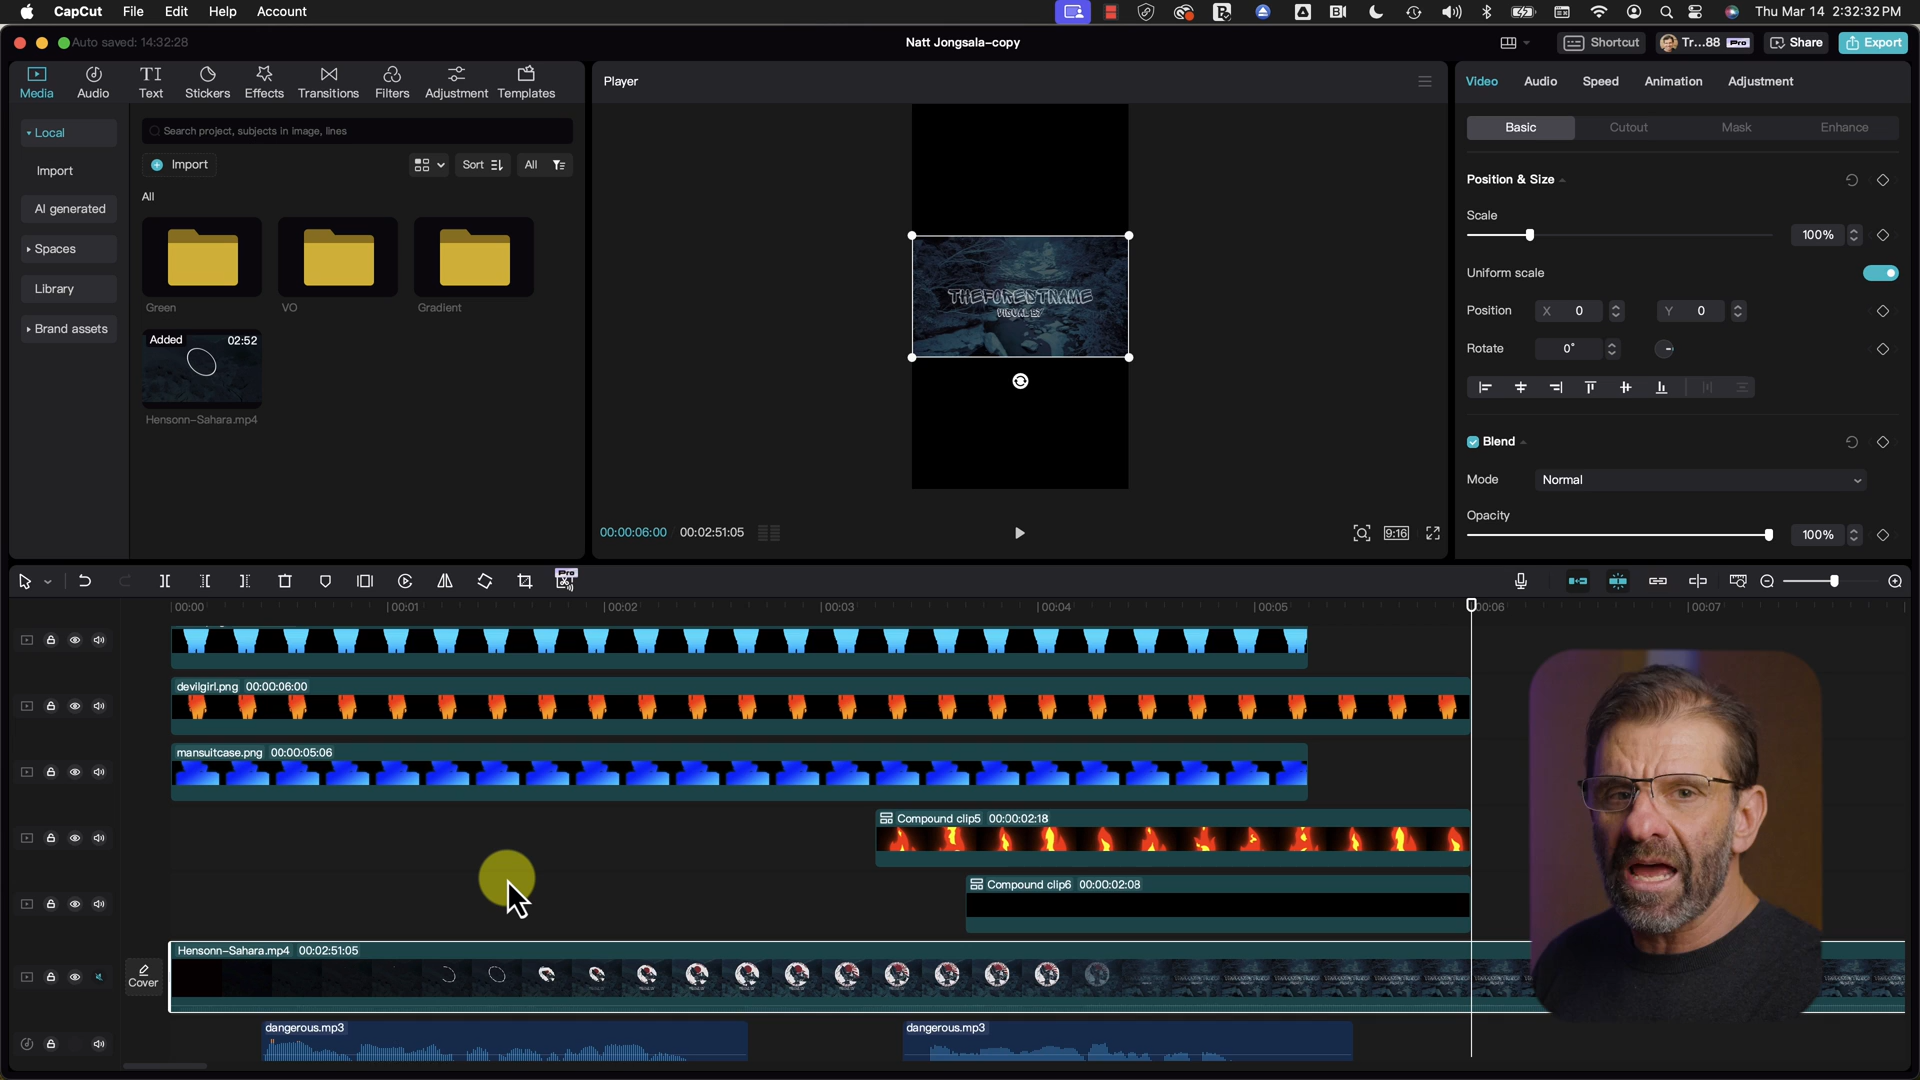 CapCut File Edit Help Account
Thu Mar 14 2:32:32 PM
Auto saved: 14:32:28
Natt Jongsala-copy
Shortcut
Tr...88 Pro
Share
Export
Media
Audio
Text
Stickers
Effects
Transitions
Filters
Adjustment
Templates
Player
Video
Audio
Speed
Animation
Adjustment
Local
Import
AI generated
Spaces
Library
Brand assets
Search project, subjects in image, lines
Import
Sort
All
All
Green
VO
Gradient
Added 02:52
Hensonn-Sahara.mp4
THEFORESTNAME
00:00:06:00 00:02:51:05
9:16
Basic
Cutout
Mask
Enhance
Position & Size
Scale
100%
Uniform scale
Position X 0 Y 0
Rotate 0°
Blend
Mode Normal
Opacity
100%
Pro
00:00 00:01 00:02 00:03 00:04 00:05 00:06 00:07
devilgirl.png 00:00:06:00
mansuitcase.png 00:00:05:06
Compound clip5 00:00:02:18
Compound clip6 00:00:02:08
Cover
Hensonn-Sahara.mp4 00:02:51:05
dangerous.mp3
dangerous.mp3